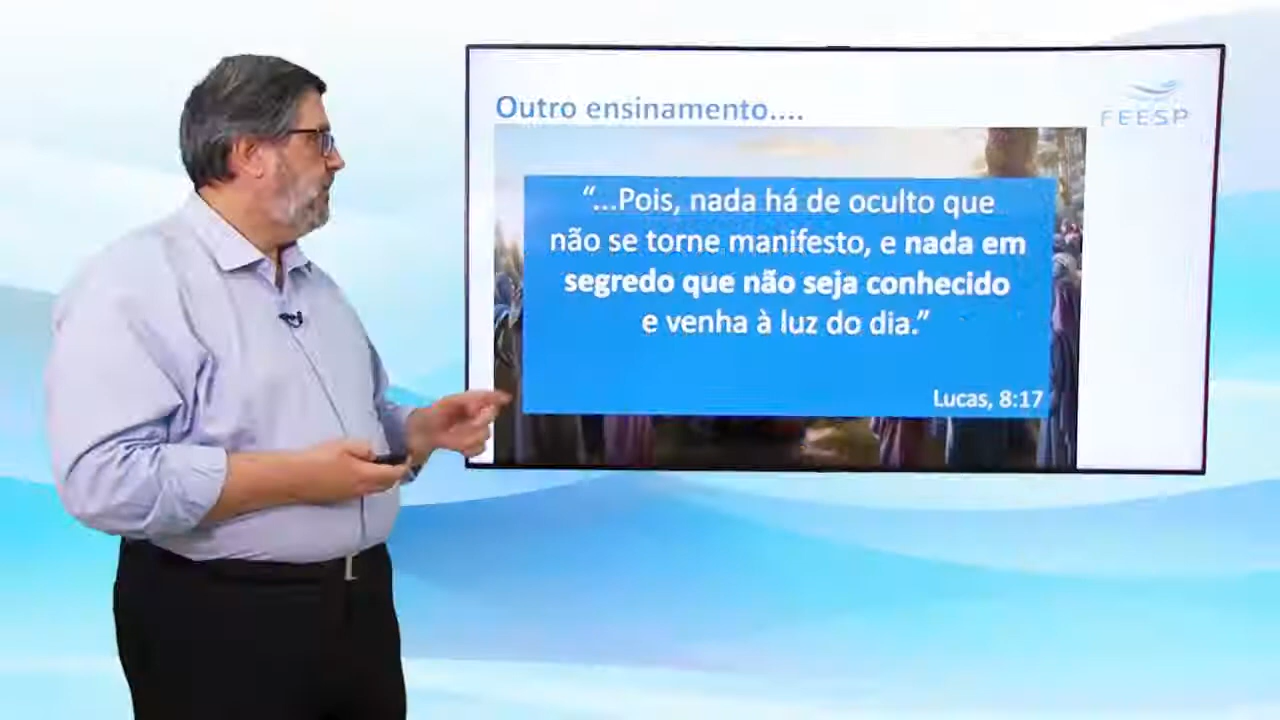 Outro ensinamento....
FEESP
“...Pois, nada há de oculto que
não se torne manifesto, e nada em
segredo que não seja conhecido
e venha à luz do dia.”
Lucas, 8:17